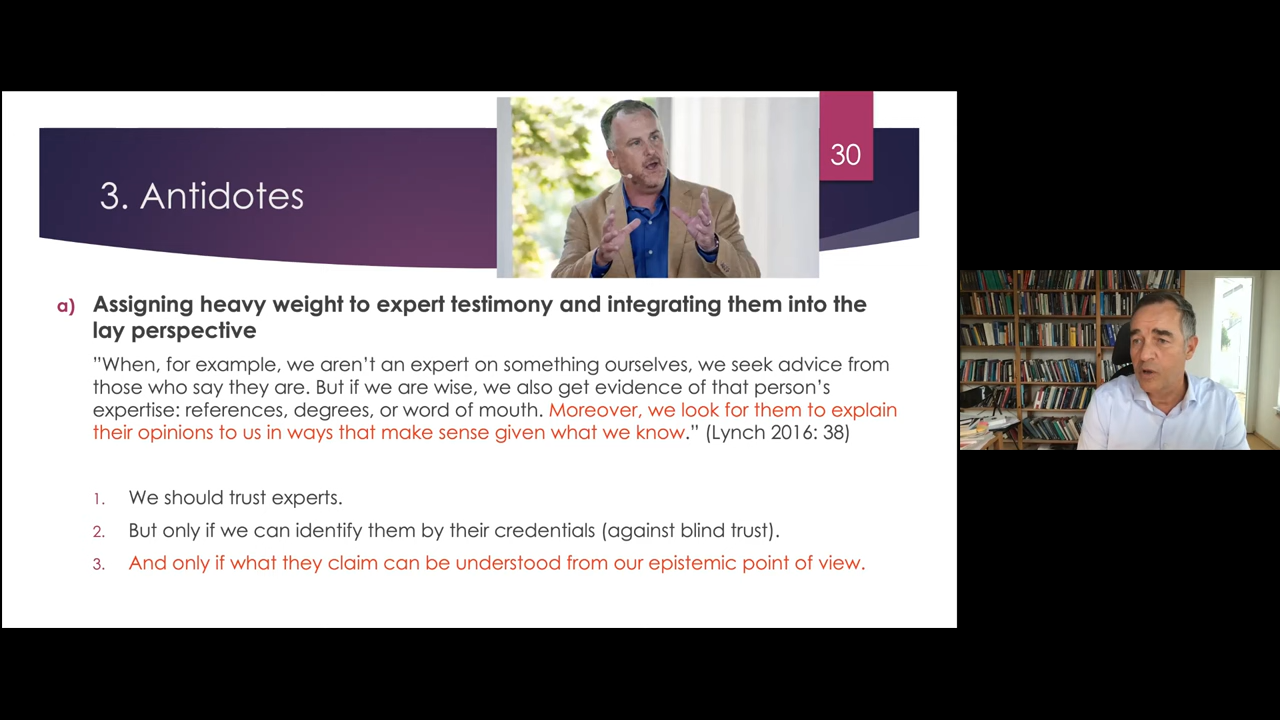 30
3. Antidotes
a) Assigning heavy weight to expert testimony and integrating them into the
lay perspective
”When, for example, we aren’t an expert on something ourselves, we seek advice from
those who say they are. But if we are wise, we also get evidence of that person’s
expertise: references, degrees, or word of mouth. Moreover, we look for them to explain
their opinions to us in ways that make sense given what we know.” (Lynch 2016: 38)
1. We should trust experts.
2. But only if we can identify them by their credentials (against blind trust).
3. And only if what they claim can be understood from our epistemic point of view.